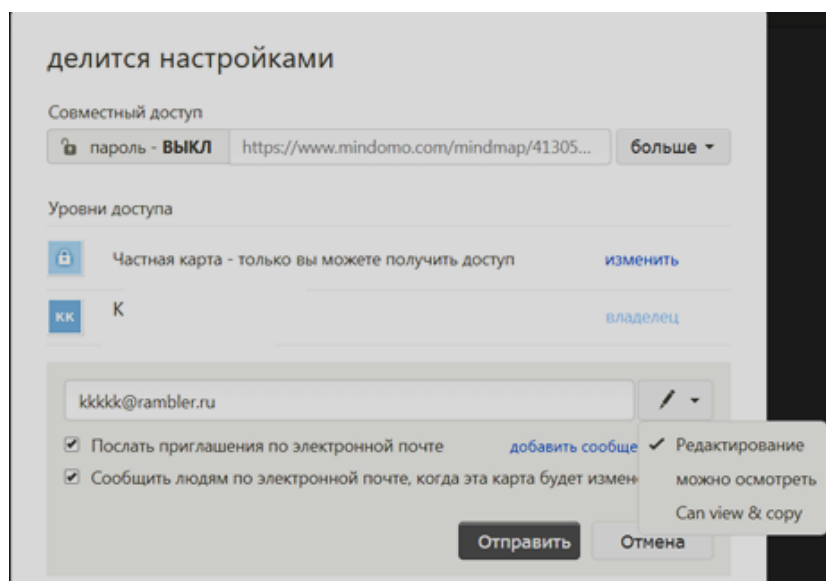 делится настройками
Совместный доступ
пароль - ВЫКЛ https://www.mindomo.com/mindmap/41305... больше
Уровни доступа
Частная карта - только вы можете получить доступ изменить
КК К владелец
kkkkk@rambler.ru
Послать приглашения по электронной почте добавить сообще
Редактирование
Сообщить людям по электронной почте, когда эта карта будет измен
можно осмотреть
Can view & copy
Отправить Отмена